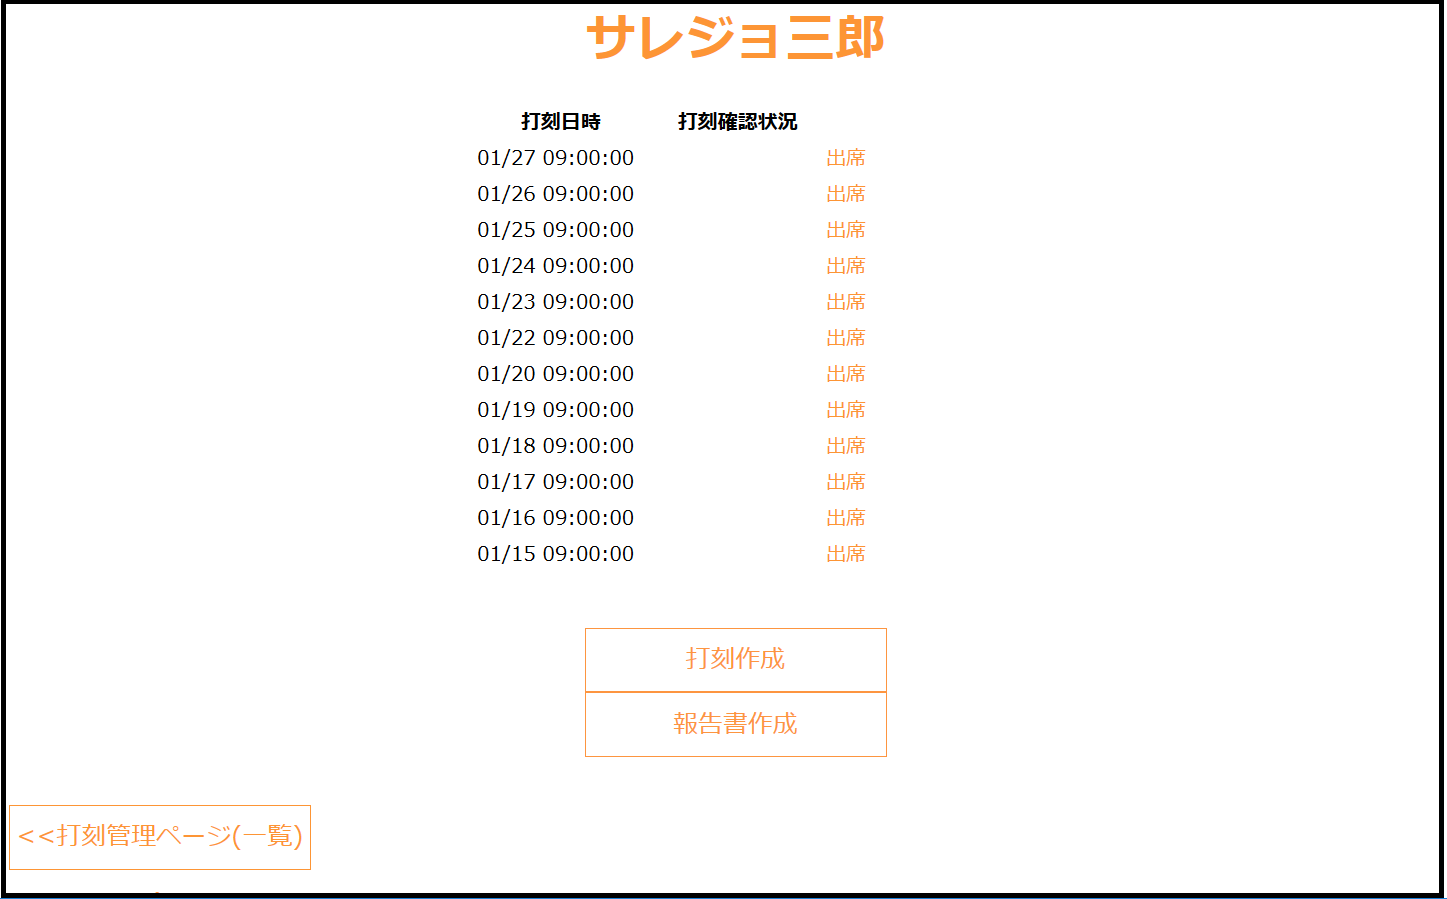 サレジョ三郎
打刻日時 打刻確認状況
01/27 09:00:00 出席
01/26 09:00:00 出席
01/25 09:00:00 出席
01/24 09:00:00 出席
01/23 09:00:00 出席
01/22 09:00:00 出席
01/20 09:00:00 出席
01/19 09:00:00 出席
01/18 09:00:00 出席
01/17 09:00:00 出席
01/16 09:00:00 出席
01/15 09:00:00 出席
打刻作成
報告書作成
<<打刻管理ページ(一覧)